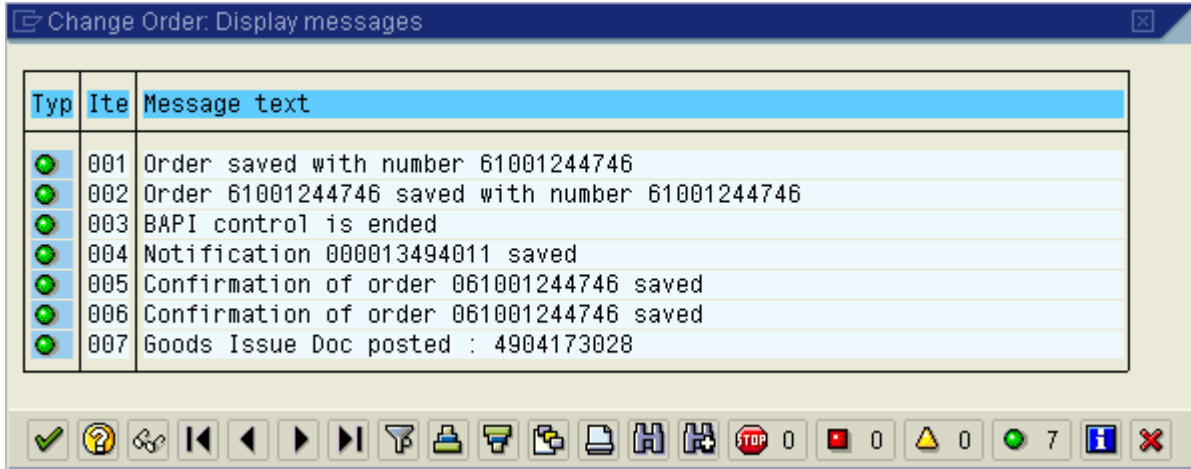 Change Order: Display messages
Typ Ite Message text
001 Order saved with number 61001244746
002 Order 61001244746 saved with number 61001244746
003 BAPI control is ended
004 Notification 000013494011 saved
005 Confirmation of order 061001244746 saved
006 Confirmation of order 061001244746 saved
007 Goods Issue Doc posted : 4904173028
STOP 0 0 0 7